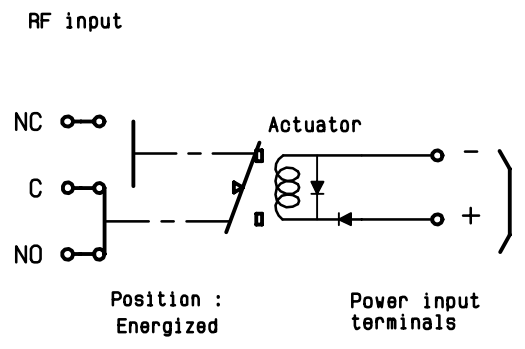 RF input
NC
Actuator
-
C
+
NO
Position :
Energized
Power input
terminals